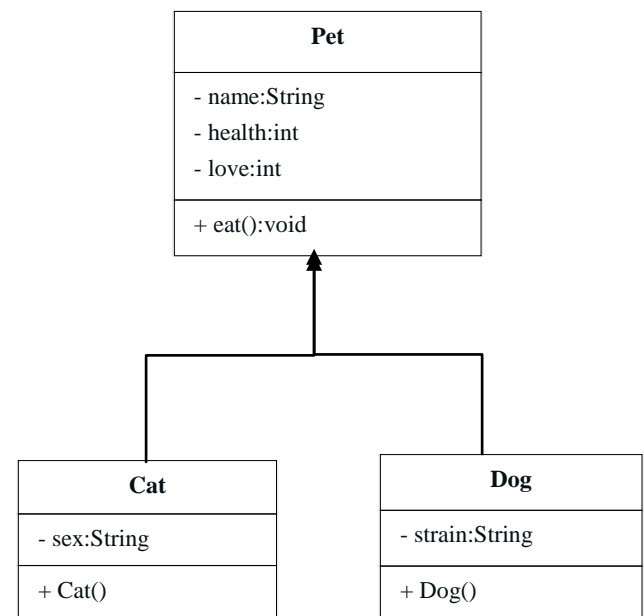 Pet
- name:String
- health:int
- love:int
+ eat():void
Cat
- sex:String
+ Cat()
Dog
- strain:String
+ Dog()